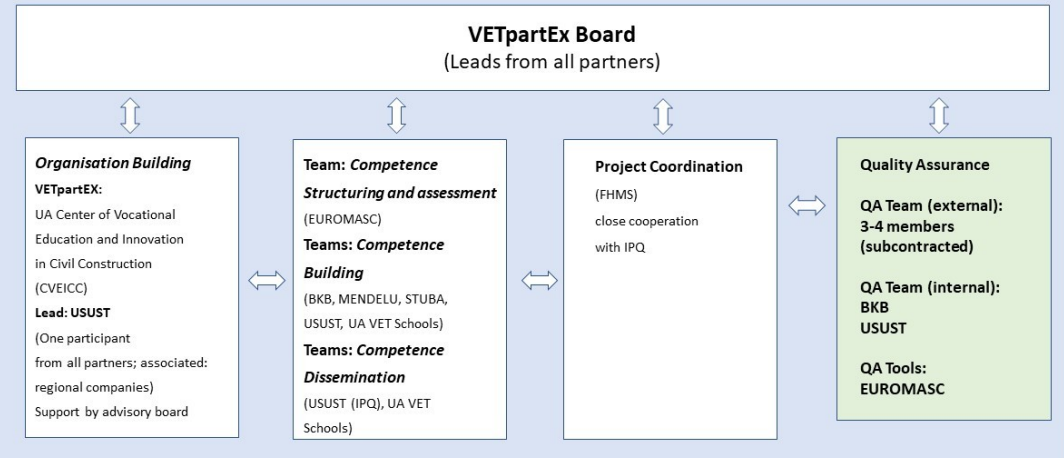 VETpartEx Board
(Leads from all partners)
Organisation Building
VETpartEX:
UA Center of Vocational
Education and Innovation
in Civil Construction
(CVEICC)
Lead: USUST
(One participant
from all partners; associated:
regional companies)
Support by advisory board
Team: Competence
Structuring and assessment
(EUROMASC)
Teams: Competence
Building
(BKB, MENDELU, STUBA,
USUST, UA VET Schools)
Teams: Competence
Dissemination
(USUST (IPQ), UA VET
Schools)
Project Coordination
(FHMS)
close cooperation
with IPQ
Quality Assurance
QA Team (external):
3-4 members
(subcontracted)
QA Team (internal):
BKB
USUST
QA Tools:
EUROMASC